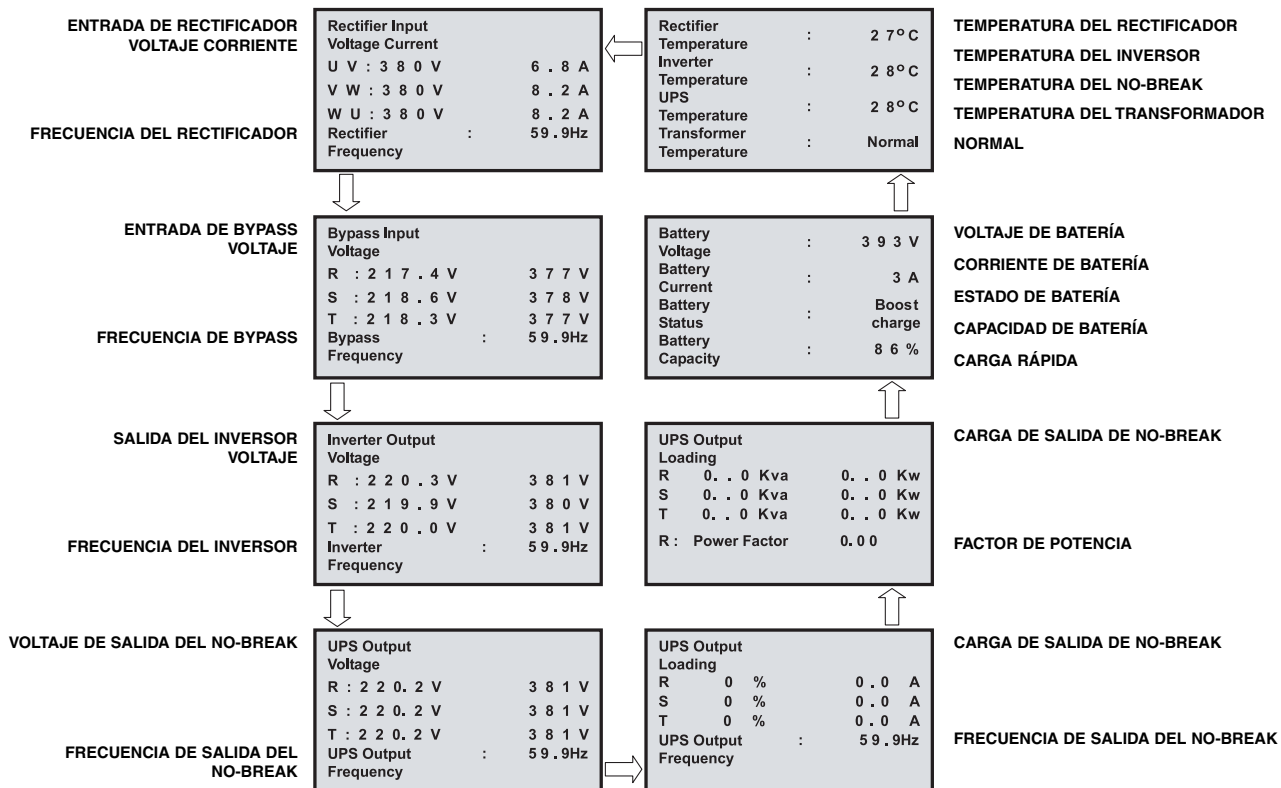 ENTRADA DE RECTIFICADOR
VOLTAJE CORRIENTE
FRECUENCIA DEL RECTIFICADOR
Rectifier Input
Voltage Current
U V : 3 8 0 V 6 . 8 A
V W : 3 8 0 V 8 . 2 A
W U : 3 8 0 V 8 . 2 A
Rectifier : 59.9Hz
Frequency
Rectifier
Temperature : 2 7 º C
Inverter
Temperature : 2 8 º C
UPS
Temperature : 2 8 º C
Transformer
Temperature : Normal
TEMPERATURA DEL RECTIFICADOR
TEMPERATURA DEL INVERSOR
TEMPERATURA DEL NO-BREAK
TEMPERATURA DEL TRANSFORMADOR
NORMAL
ENTRADA DE BYPASS
VOLTAJE
FRECUENCIA DE BYPASS
Bypass Input
Voltage
R : 2 1 7 . 4 V 3 7 7 V
S : 2 1 8 . 6 V 3 7 8 V
T : 2 1 8 . 3 V 3 7 7 V
Bypass : 59.9Hz
Frequency
Battery
Voltage : 3 9 3 V
Battery
Current : 3 A
Battery Boost
Status : charge
Battery
Capacity : 8 6 %
VOLTAJE DE BATERÍA
CORRIENTE DE BATERÍA
ESTADO DE BATERÍA
CAPACIDAD DE BATERÍA
CARGA RÁPIDA
SALIDA DEL INVERSOR
VOLTAJE
FRECUENCIA DEL INVERSOR
Inverter Output
Voltage
R : 2 2 0 . 3 V 3 8 1 V
S : 2 1 9 . 9 V 3 8 0 V
T : 2 2 0 . 0 V 3 8 1 V
Inverter : 59.9Hz
Frequency
UPS Output
Loading
R 0. . 0 Kva 0. . 0 Kw
S 0. . 0 Kva 0. . 0 Kw
T 0. . 0 Kva 0. . 0 Kw
R : Power Factor 0.00
CARGA DE SALIDA DE NO-BREAK
FACTOR DE POTENCIA
VOLTAJE DE SALIDA DEL NO-BREAK
FRECUENCIA DE SALIDA DEL
NO-BREAK
UPS Output
Voltage
R : 2 2 0. 2 V 3 8 1 V
S : 2 2 0. 2 V 3 8 1 V
T : 2 2 0. 2 V 3 8 1 V
UPS Output : 59.9Hz
Frequency
UPS Output
Loading
R 0 % 0 . 0 A
S 0 % 0 . 0 A
T 0 % 0 . 0 A
UPS Output : 59.9Hz
Frequency
CARGA DE SALIDA DE NO-BREAK
FRECUENCIA DE SALIDA DEL NO-BREAK